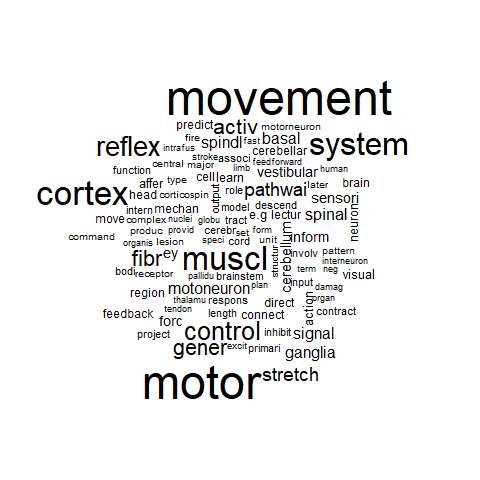 movement
predict activ motorneuron
fire spindl fast basal
reflex intrafus cerebellar system
stroke associ
central major limb feedforward human
function cell learn vestibular
affer type role pathwai later brain
cortex head corticospin output sensori
intern mechan model descend neuron
move complex nuclei globu tract e.g lectur spinal
produc provid cerebr set form
command organis lesion speci cord unit inform
fibr ey muscl structur cerebellum involv pattern
interneuron
bodi receptor pallidu brainstem term neg visual
motoneuron plan input damag
region thalamu respons direct action organ
feedback tendon length connect contract
forc control
project inhibit signal
gener excit primari ganglia
motor stretch